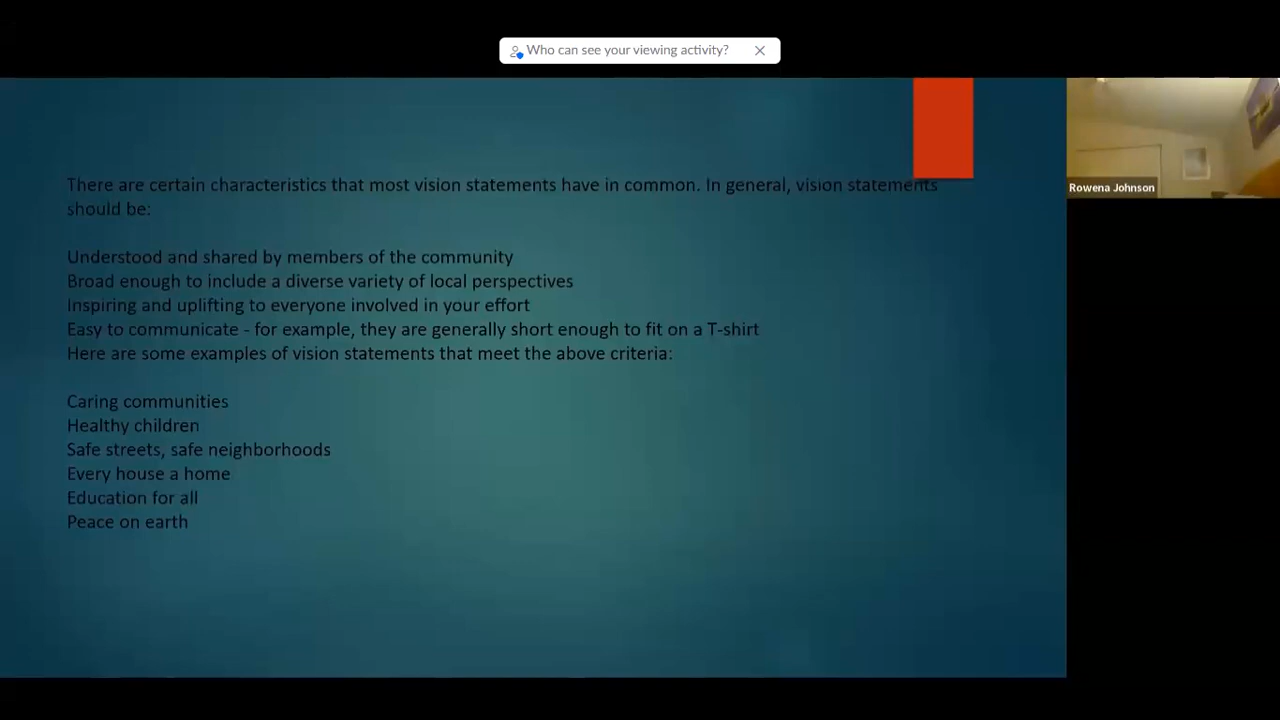 Who can see your viewing activity?
There are certain characteristics that most vision statements have in common. In general, vision statements
should be:
Understood and shared by members of the community
Broad enough to include a diverse variety of local perspectives
Inspiring and uplifting to everyone involved in your effort
Easy to communicate - for example, they are generally short enough to fit on a T-shirt
Here are some examples of vision statements that meet the above criteria:
Caring communities
Healthy children
Safe streets, safe neighborhoods
Every house a home
Education for all
Peace on earth
Rowena Johnson